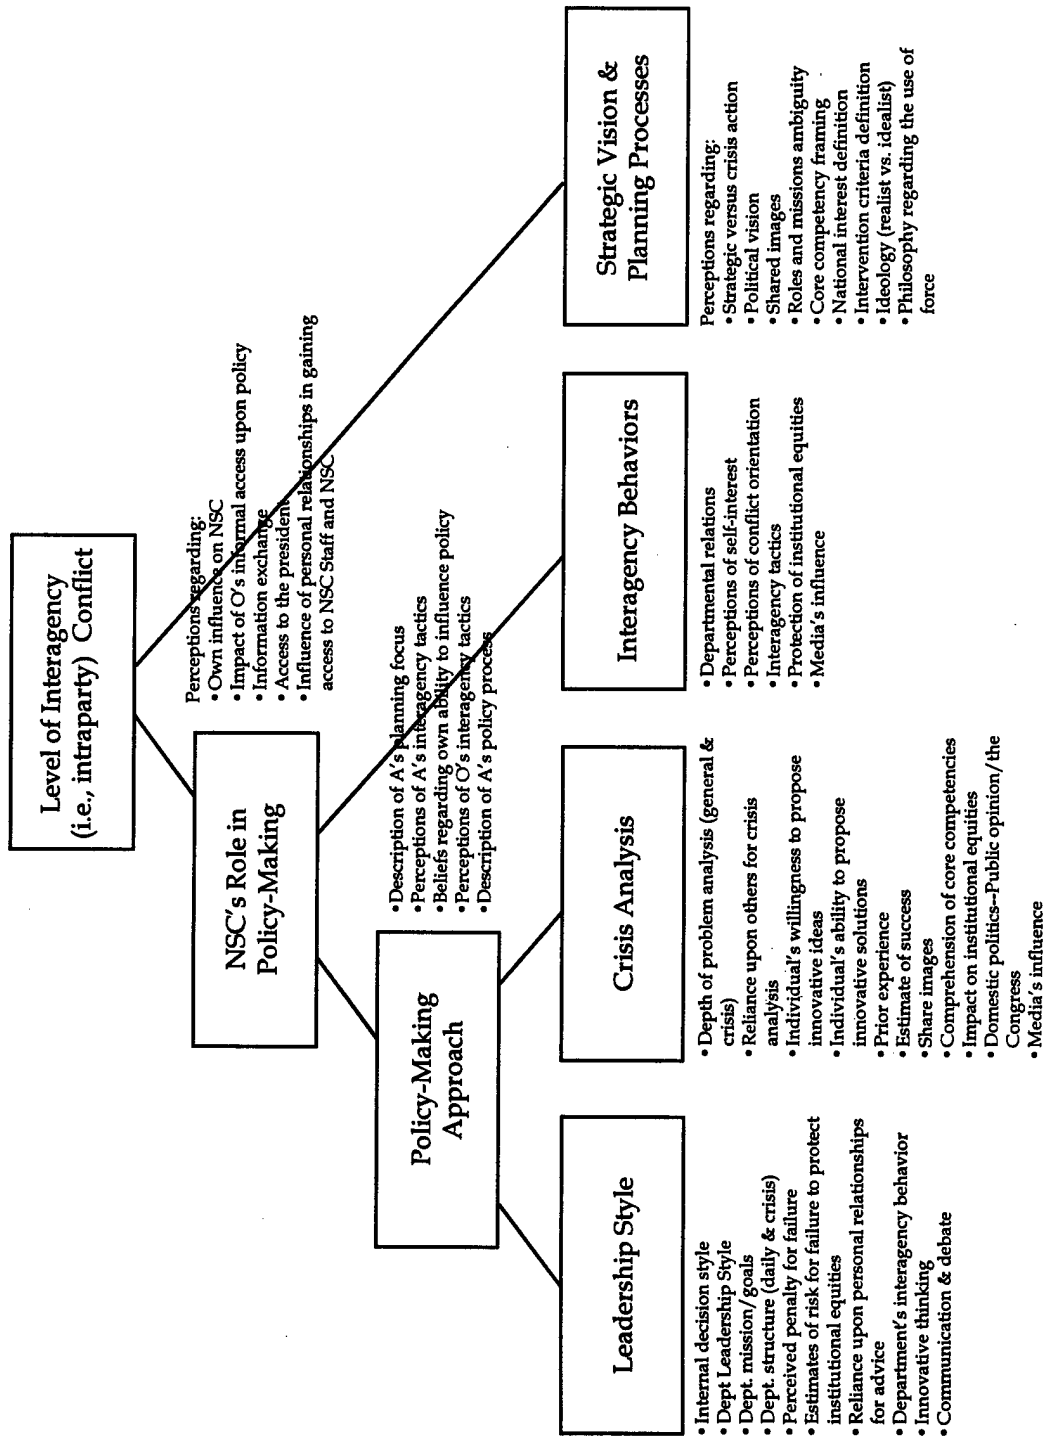 Level of Interagency
(i.e., intraparty) Conflict
NSC's Role in
Policy-Making
Perceptions regarding:
• Own influence on NSC
• Impact of O's informal access upon policy
• Information exchange
• Access to the president
• Influence of personal relationships in gaining
access to NSC Staff and NSC
Policy-Making
Approach
• Description of A's planning focus
• Perceptions of A's interagency tactics
• Beliefs regarding own ability to influence policy
• Perceptions of O's interagency tactics
• Description of A's policy process
Leadership Style
• Internal decision style
• Dept Leadership Style
• Dept. mission/goals
• Dept. structure (daily & crisis)
• Perceived penalty for failure
• Estimates of risk for failure to protect
institutional equities
• Reliance upon personal relationships
for advice
• Department's interagency behavior
• Innovative thinking
• Communication & debate
Crisis Analysis
• Depth of problem analysis (general &
crisis)
• Reliance upon others for crisis
analysis
• Individual's willingness to propose
innovative ideas
• Individual's ability to propose
innovative solutions
• Prior experience
• Estimate of success
• Share images
• Comprehension of core competencies
• Impact on institutional equities
• Domestic politics--Public opinion/the
Congress
• Media's influence
Interagency Behaviors
• Departmental relations
• Perceptions of self-interest
• Perceptions of conflict orientation
• Interagency tactics
• Protection of institutional equities
• Media's influence
Strategic Vision &
Planning Processes
Perceptions regarding:
• Strategic versus crisis action
• Political vision
• Shared images
• Roles and missions ambiguity
• Core competency framing
• National interest definition
• Intervention criteria definition
• Ideology (realist vs. idealist)
• Philosophy regarding the use of
force